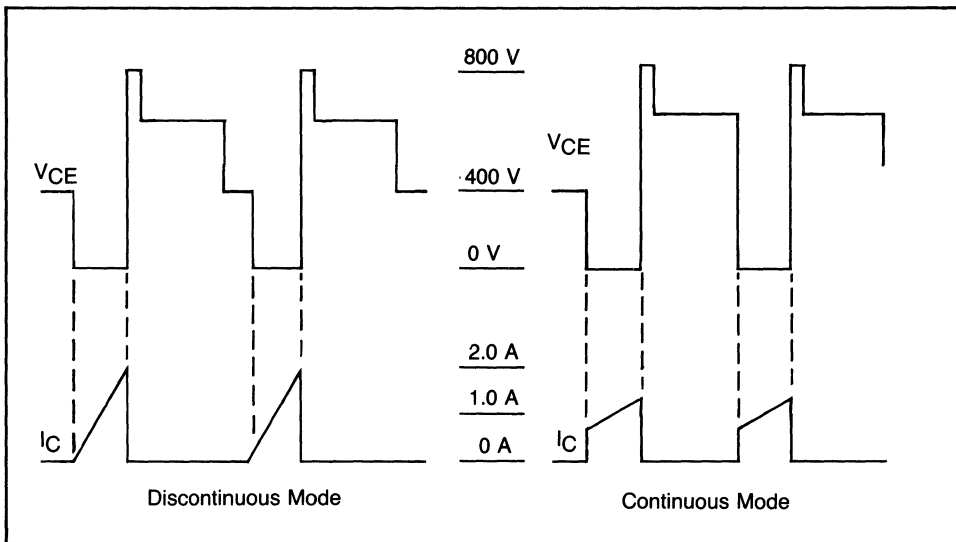 800 V
VCE
VCE
400 V
0 V
2.0 A
1.0 A
IC
0 A
IC
Discontinuous Mode
Continuous Mode